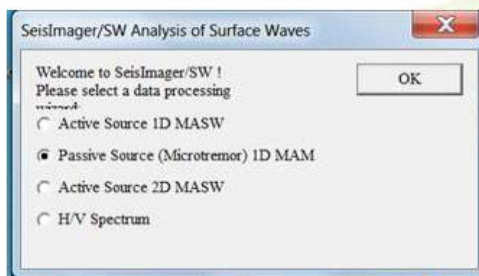 SeisImager/SW Analysis of Surface Waves
Welcome to SeisImager/SW !
Please select a data processing
wizard:
OK
Active Source 1D MASW
Passive Source (Microtremor) 1D MAM
Active Source 2D MASW
H/V Spectrum